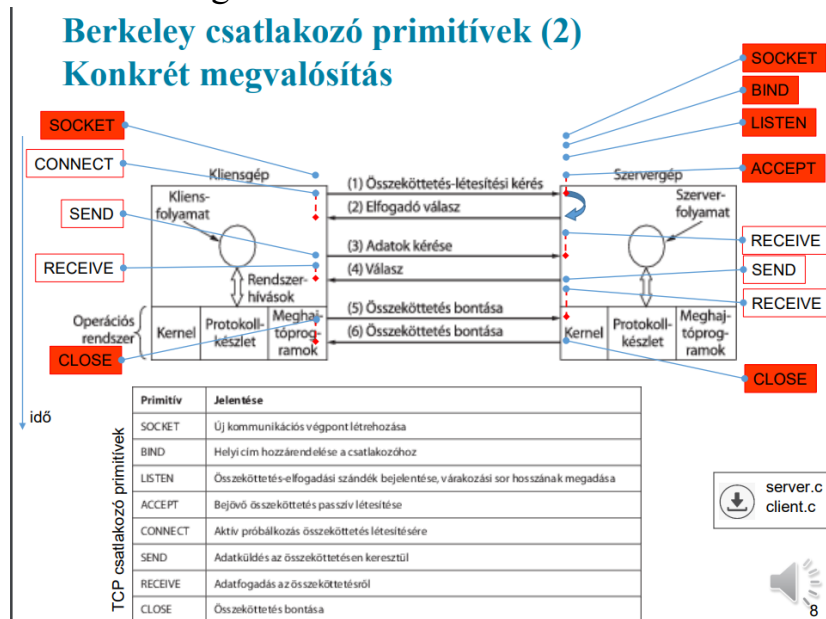 Berkeley csatlakozó primitívek (2)
Konkrét megvalósítás
SOCKET
BIND
LISTEN
ACCEPT
SOCKET
CONNECT
SEND
RECEIVE
CLOSE
Kliensgép
Kliens-
folyamat
Rendszer-
hívások
Operációs
rendszer
Kernel
Protokoll-
készlet
Meghaj-
tóprog-
ramok
(1) Összeköttetés-létesítési kérés
(2) Elfogadó válasz
(3) Adatok kérése
(4) Válasz
(5) Összeköttetés bontása
(6) Összeköttetés bontása
Szervergép
Szerver-
folyamat
Kernel
Protokoll-
készlet
Meghaj-
tóprog-
ramok
RECEIVE
SEND
RECEIVE
CLOSE
idő
TCP csatlakozó primitívek
Primitív Jelentése
SOCKET Új kommunikációs végpont létrehozása
BIND Helyi cím hozzárendelése a csatlakozóhoz
LISTEN Összeköttetés-elfogadási szándék bejelentése, várakozási sor hosszának megadása
ACCEPT Bejövő összeköttetés passzív létesítése
CONNECT Aktív próbálkozás összeköttetés létesítésére
SEND Adatküldés az összeköttetésen keresztül
RECEIVE Adatfogadás az összeköttetésről
CLOSE Összeköttetés bontása
server.c
client.c
8